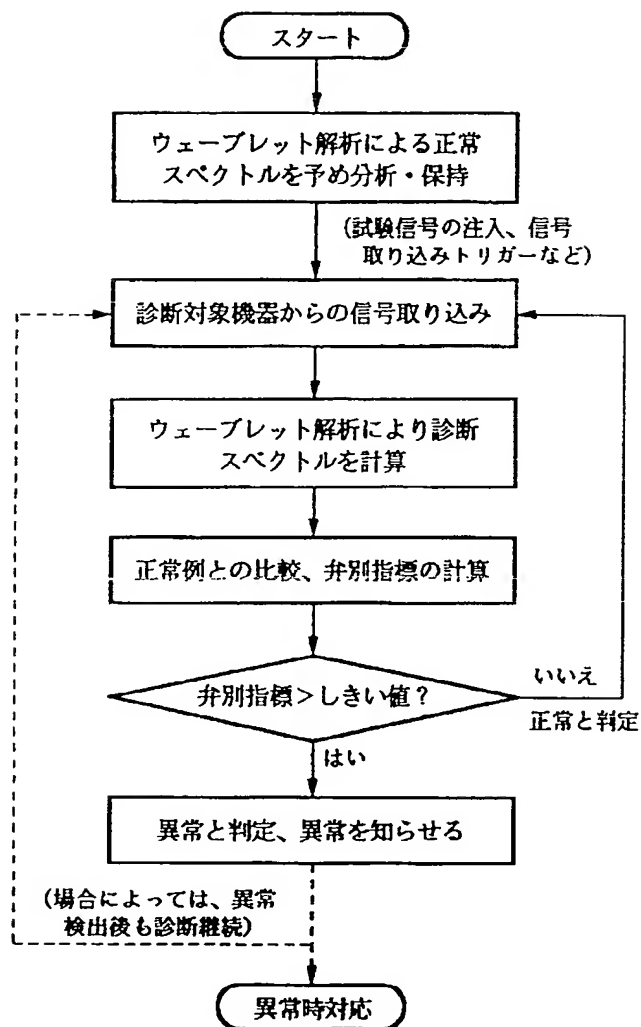 スタート
ウェーブレット解析による正常
スペクトルを予め分析・保持
(試験信号の注入、信号
取り込みトリガーなど)
診断対象機器からの信号取り込み
ウェーブレット解析により診断
スペクトルを計算
正常例との比較、弁別指標の計算
弁別指標＞しきい値？
いいえ
正常と判定
はい
異常と判定、異常を知らせる
(場合によっては、異常
検出後も診断継続)
異常時対応